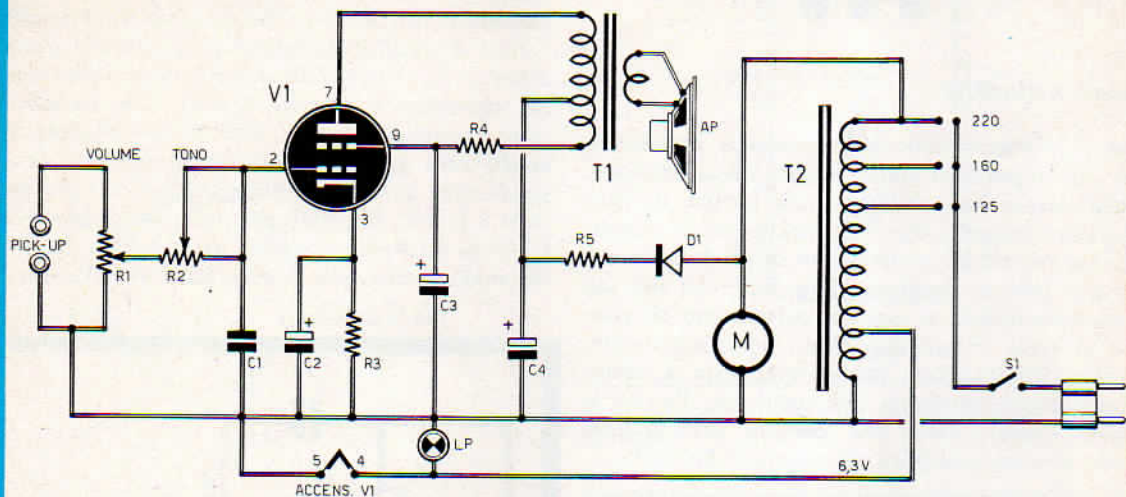 V1
7
2
9
3
VOLUME
TONO
PICK-UP
R1
R2
C1
+
C2
R3
+
C3
R4
T1
AP
+
C4
R5
D1
M
T2
220
160
125
S1
LP
5
4
ACCENS. V1
6,3 V